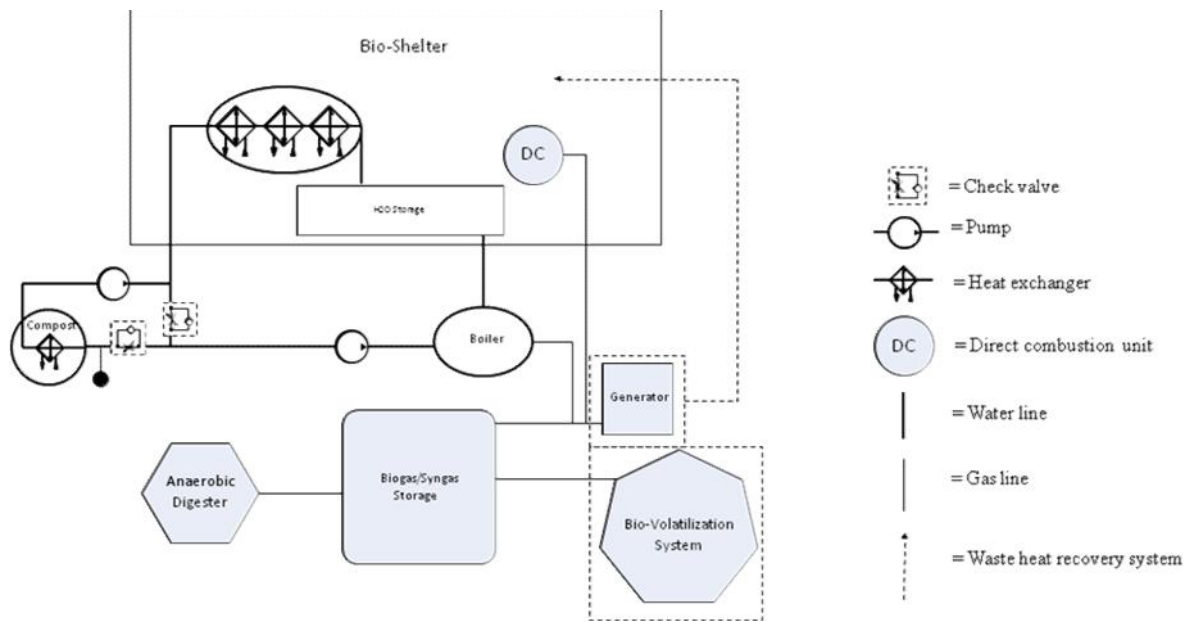 Bio-Shelter
DC
H2O Storage
Compost
Boiler
Generator
Anaerobic
Digester
Biogas/Syngas
Storage
Bio-Volatilization
System
= Check valve
= Pump
= Heat exchanger
DC
= Direct combustion unit
= Water line
= Gas line
= Waste heat recovery system